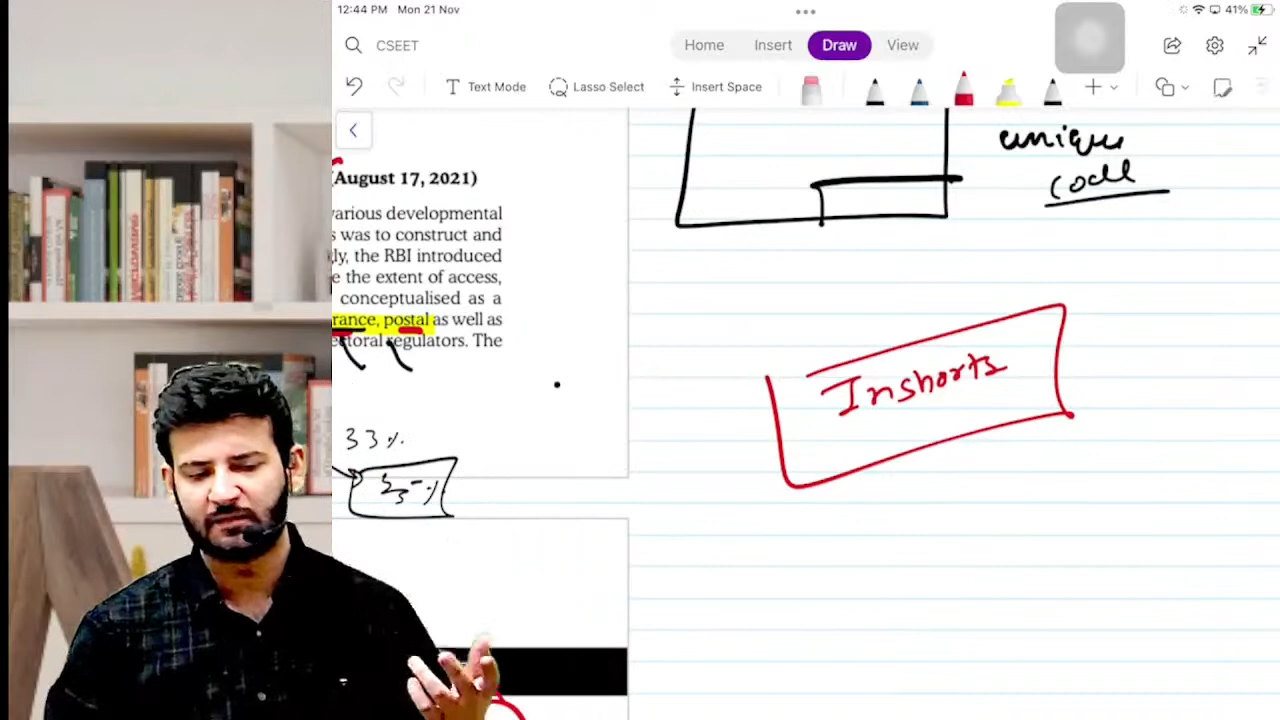 12:44 PM Mon 21 Nov
41%
CSEET
Home Insert Draw View
Text Mode Lasso Select Insert Space
(August 17, 2021)
various developmental
s was to construct and
ly, the RBI introduced
e the extent of access,
conceptualised as a
rance, postal as well as
ectoral regulators. The
33%
unique
code
Inshorts